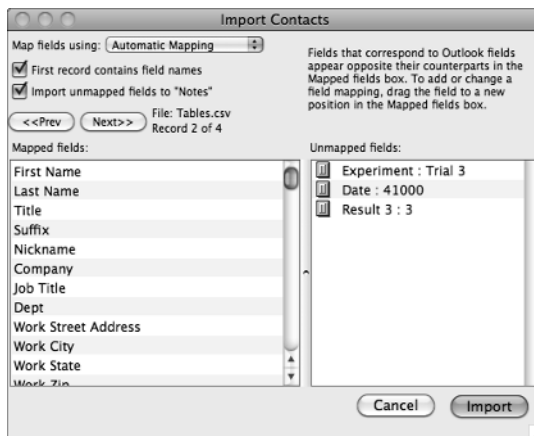 Import Contacts
Map fields using: Automatic Mapping
First record contains field names
Import unmapped fields to "Notes"
<<Prev Next>> File: Tables.csv
Record 2 of 4
Fields that correspond to Outlook fields
appear opposite their counterparts in the
Mapped fields box. To add or change a
field mapping, drag the field to a new
position in the Mapped fields box.
Mapped fields:
First Name
Last Name
Title
Suffix
Nickname
Company
Job Title
Dept
Work Street Address
Work City
Work State
Work Zip
Unmapped fields:
Experiment : Trial 3
Date : 41000
Result 3 : 3
Cancel Import